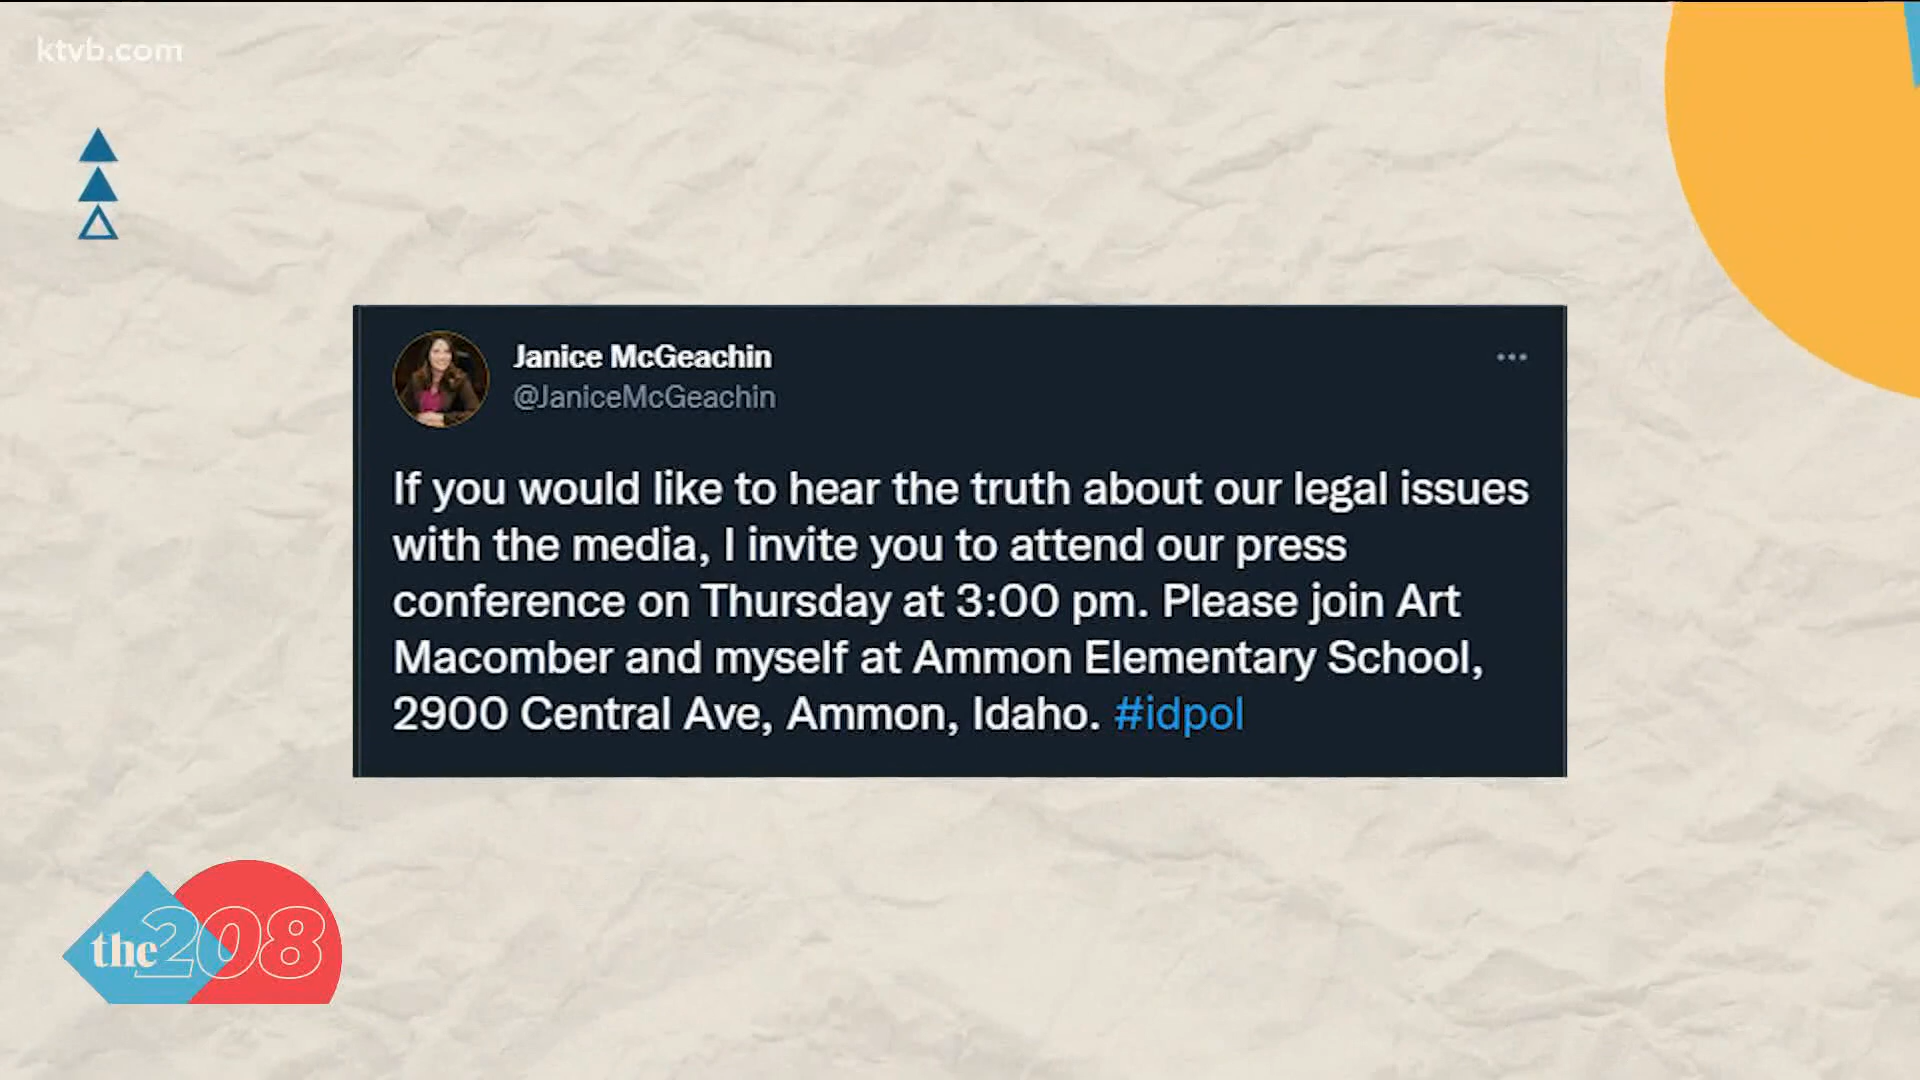 ktvb.com
Janice McGeachin
@JaniceMcGeachin
If you would like to hear the truth about our legal issues
with the media, I invite you to attend our press
conference on Thursday at 3:00 pm. Please join Art
Macomber and myself at Ammon Elementary School,
2900 Central Ave, Ammon, Idaho. #idpol
the 208